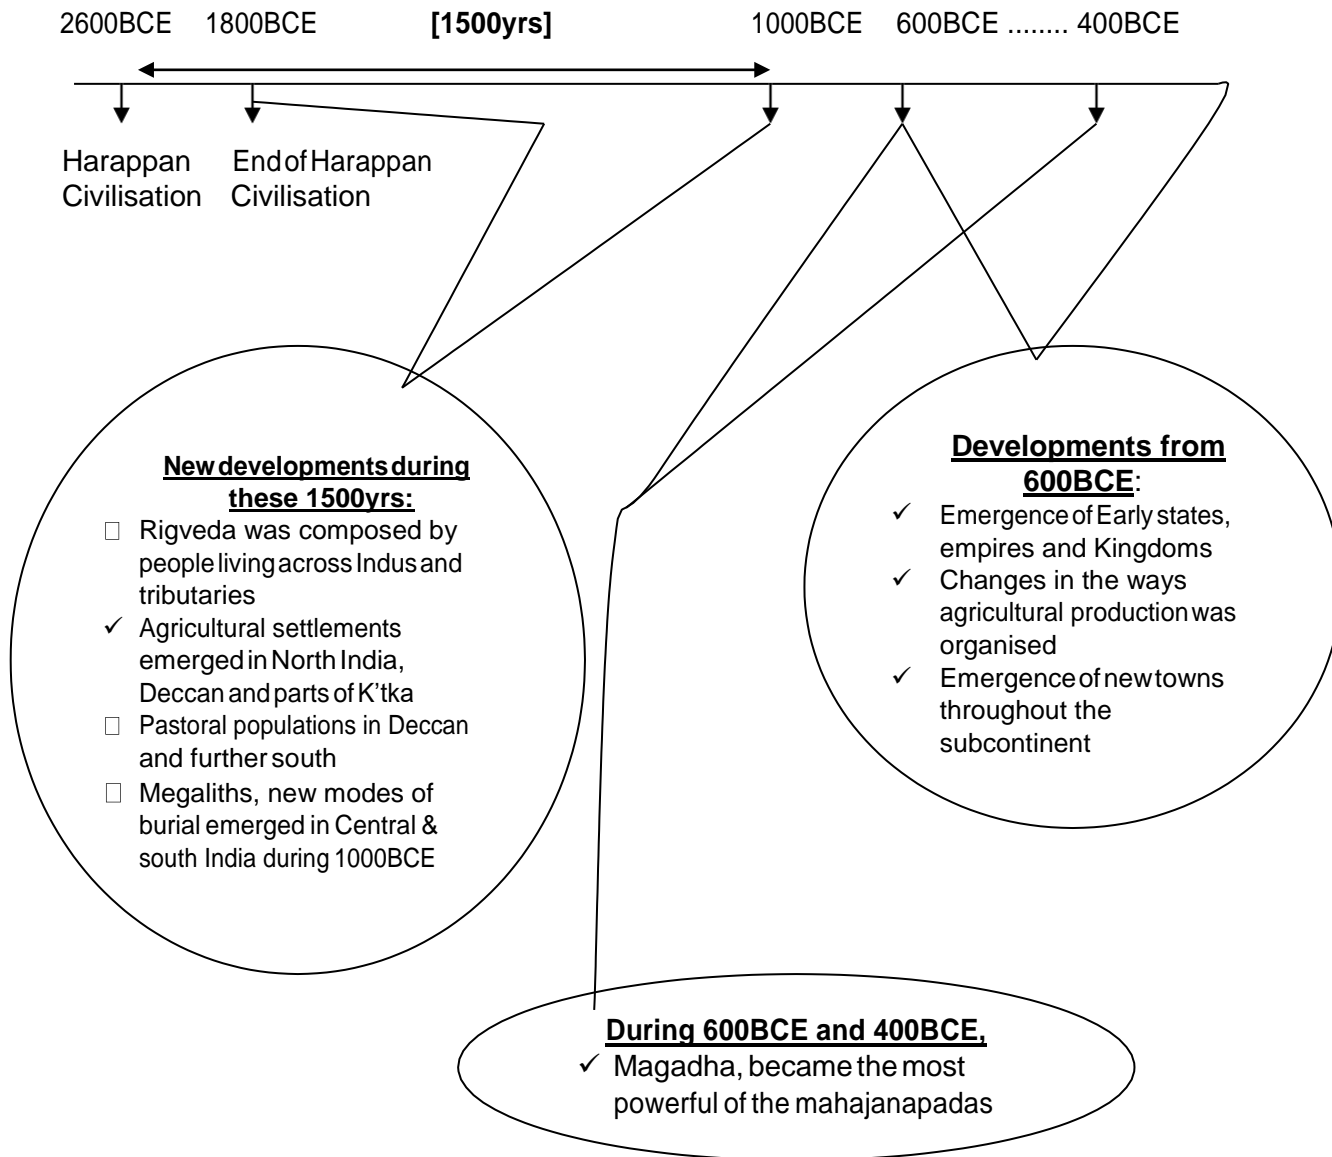 2600BCE 1800BCE [1500yrs] 1000BCE 600BCE ........ 400BCE
Harappan
Civilisation
End of Harappan
Civilisation
New developments during
these 1500yrs:
Rigveda was composed by
people living across Indus and
tributaries
✓ Agricultural settlements
emerged in North India,
Deccan and parts of K'tka
Pastoral populations in Deccan
and further south
Megaliths, new modes of
burial emerged in Central &
south India during 1000BCE
Developments from
600BCE:
✓ Emergence of Early states,
empires and Kingdoms
✓ Changes in the ways
agricultural production was
organised
✓ Emergence of new towns
throughout the
subcontinent
During 600BCE and 400BCE,
✓ Magadha, became the most
powerful of the mahajanapadas